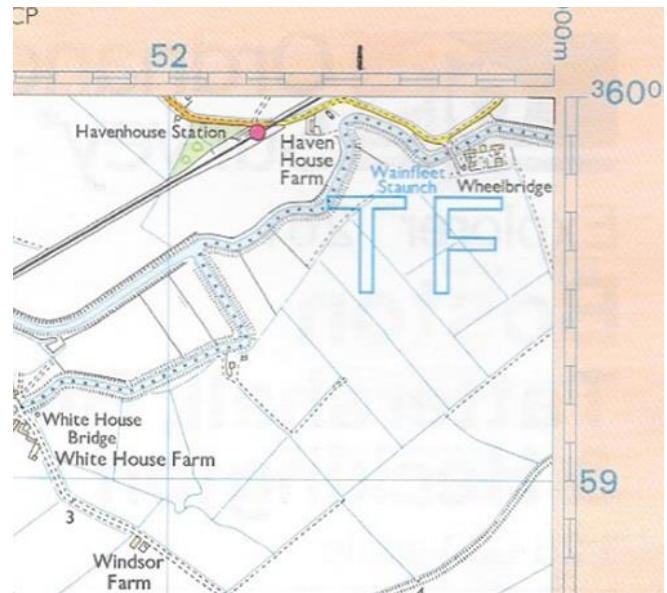 CP
52
00m
360⁰
Havenhouse Station
Haven
House
Farm
Wainfleet
Staunch
Wheelbridge
TF
White House
Bridge
White House Farm
59
3
Windsor
Farm